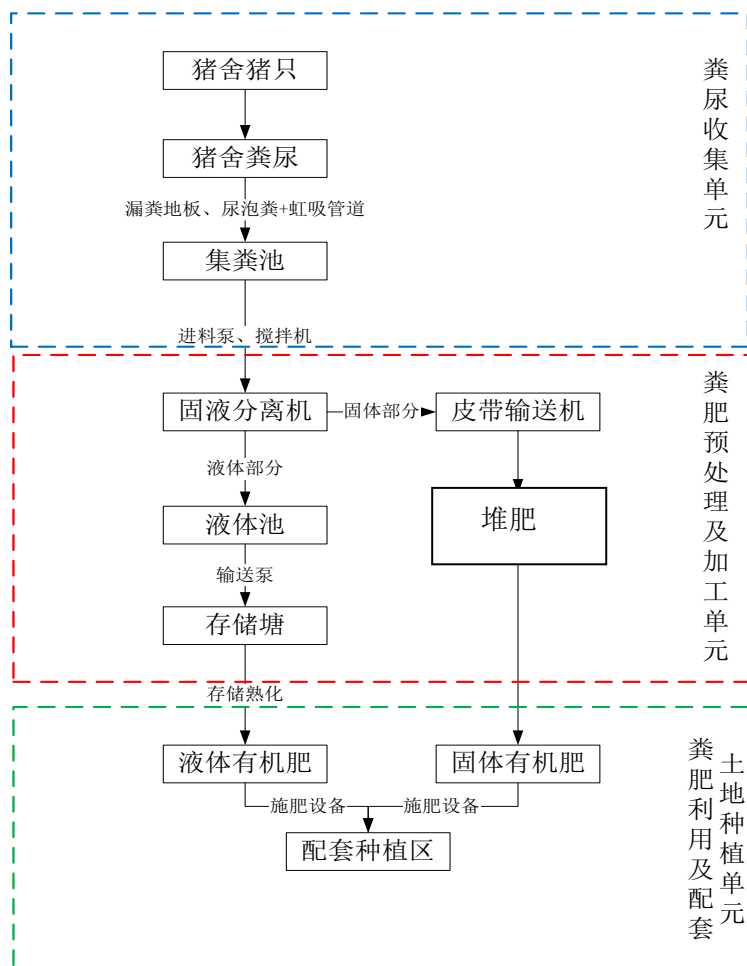 猪舍猪只
猪舍粪尿
漏粪地板、尿泡粪+虹吸管道
集粪池
进料泵、搅拌机
粪尿收集单元
固液分离机
固体部分
皮带输送机
液体部分
液体池
堆肥
输送泵
存储塘
粪肥预处理及加工单元
存储熟化
液体有机肥
固体有机肥
施肥设备
施肥设备
配套种植区
粪肥利用及配套
土地种植单元